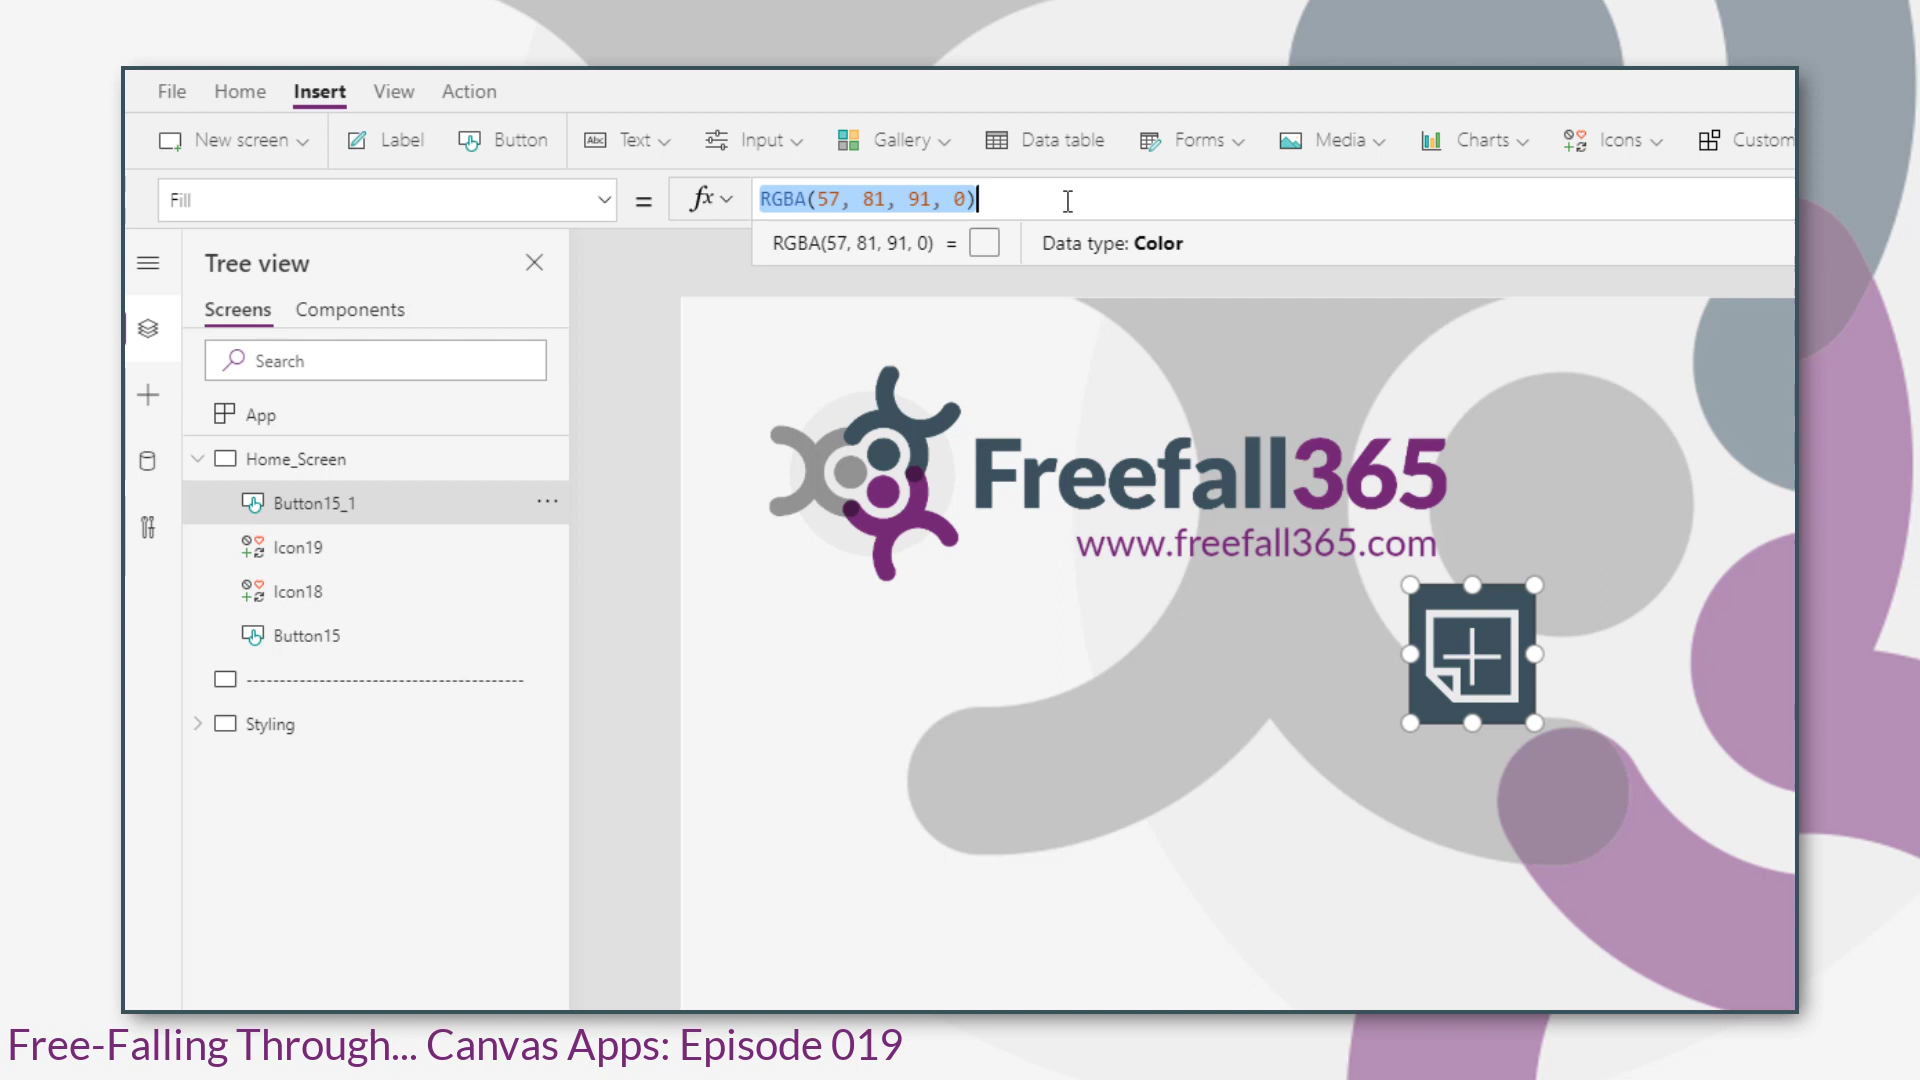 File Home Insert View Action
New screen Label Button Abc Text Input Gallery Data table Forms Media Charts Icons Custom
Fill = fx RGBA(57, 81, 91, 0)
RGBA(57, 81, 91, 0) = Data type: Color
Tree view
Screens Components
Search
App
Home_Screen
Button15_1 ...
Icon19
Icon18
Button15
------------------------------------------
Styling
Freefall365
www.freefall365.com
Free-Falling Through... Canvas Apps: Episode 019